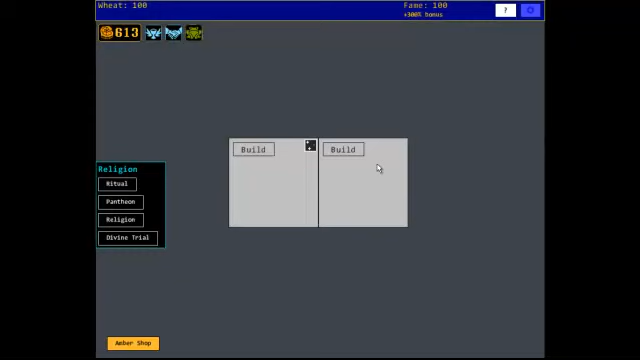 Wheat: 100
Fame: 100
+300% bonus
?
613
Build
Build
Religion
Ritual
Pantheon
Religion
Divine Trial
Amber Shop